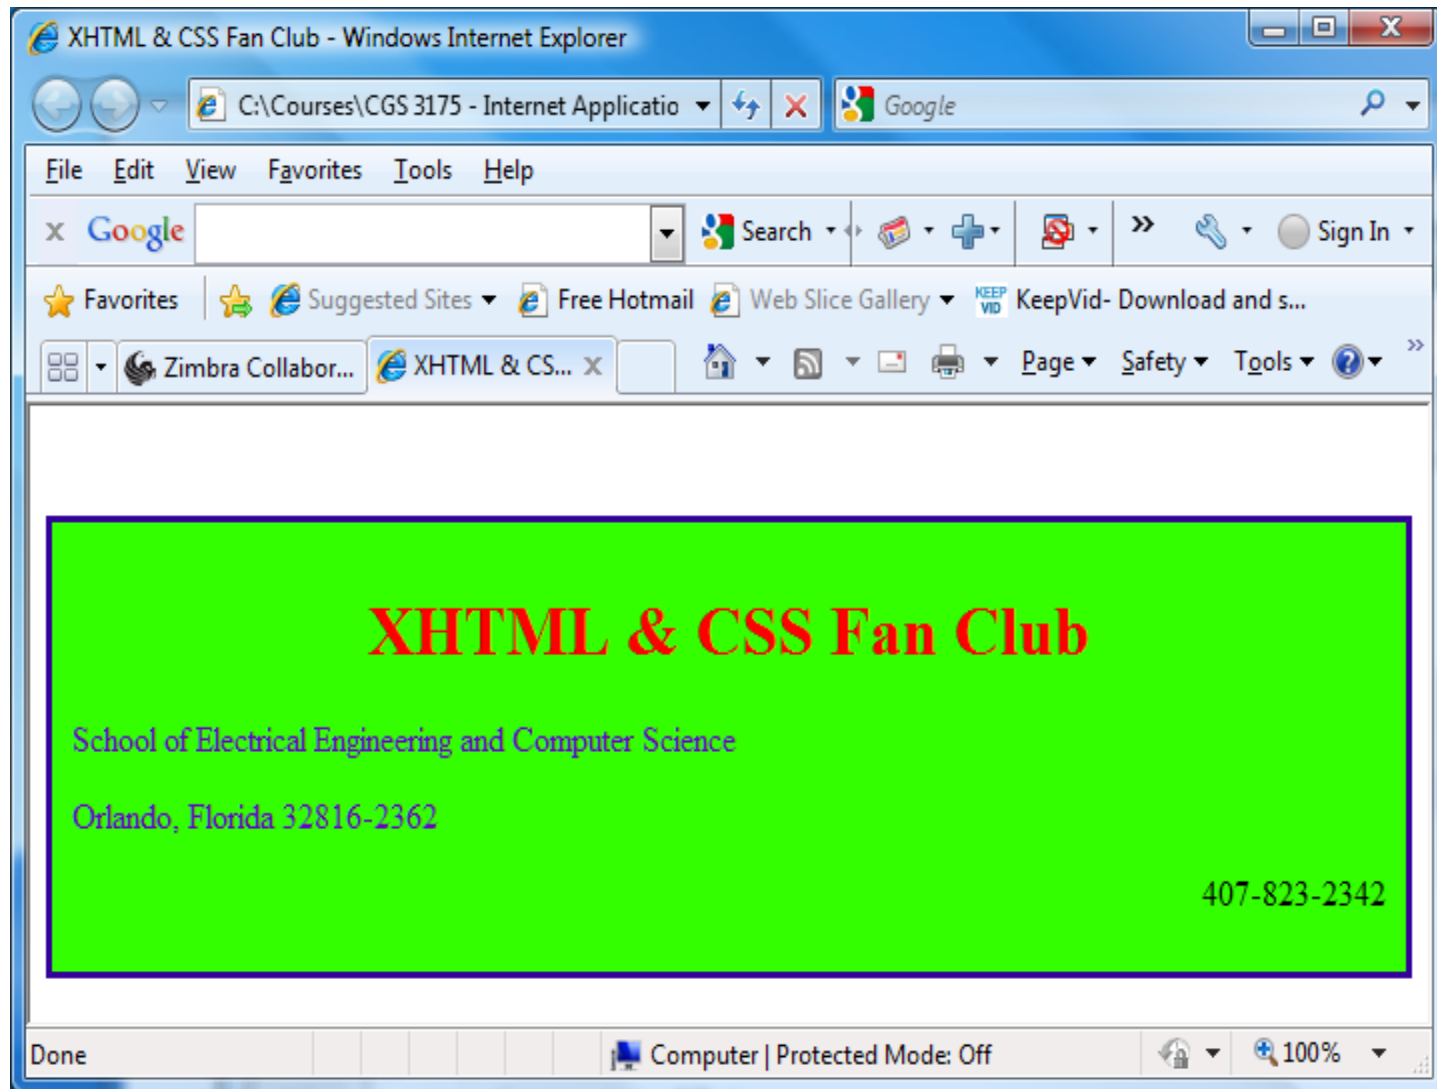 XHTML & CSS Fan Club - Windows Internet Explorer
C:\Courses\CGS 3175 - Internet Applicatio Google
File Edit View Favorites Tools Help
x Google Search Sign In
Favorites Suggested Sites Free Hotmail KEEP VID Web Slice Gallery KeepVid- Download and s...
Zimbra Collabor... XHTML & CS... x Page Safety Tools
XHTML & CSS Fan Club
School of Electrical Engineering and Computer Science
Orlando, Florida 32816-2362
407-823-2342
Done Computer | Protected Mode: Off 100%